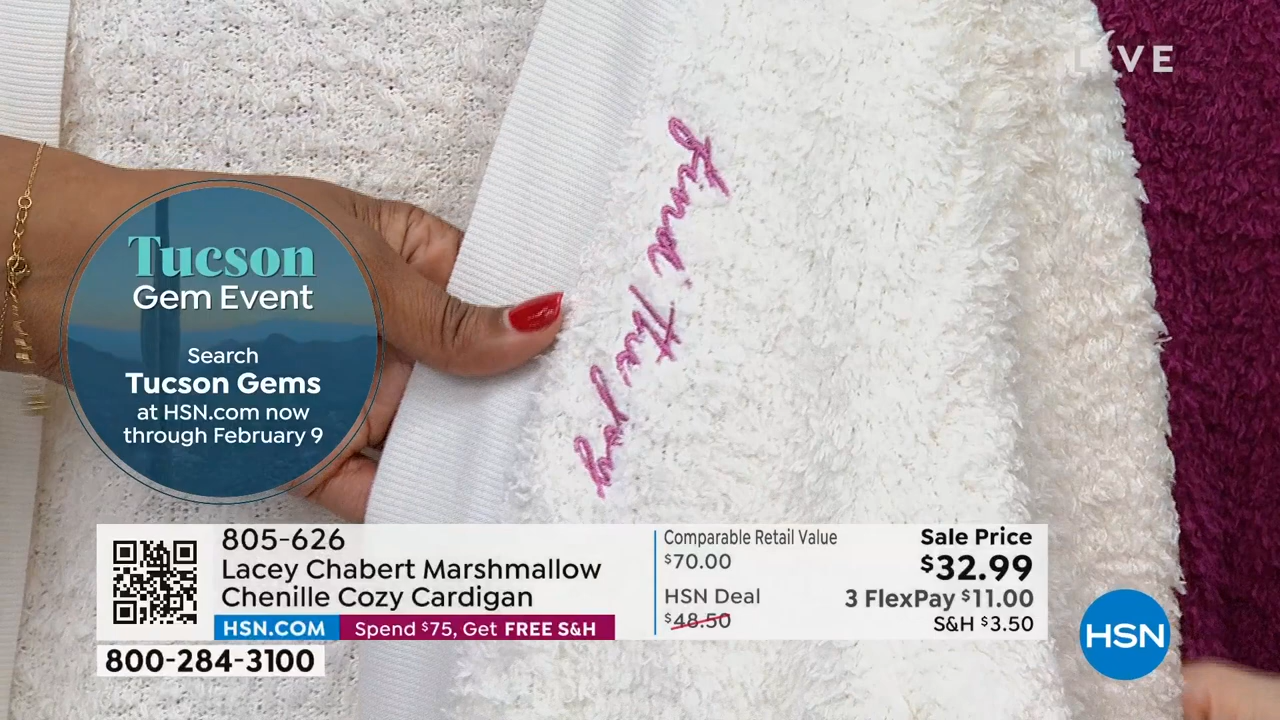 LIVE
find the joy
Tucson
Gem Event
Search
Tucson Gems
at HSN.com now
through February 9
805-626
Lacey Chabert Marshmallow
Chenille Cozy Cardigan
HSN.COM
Spend $75, Get FREE S&H
800-284-3100
Comparable Retail Value
$70.00
HSN Deal
$48.50
Sale Price
$32.99
3 FlexPay $11.00
S&H $3.50
HSN